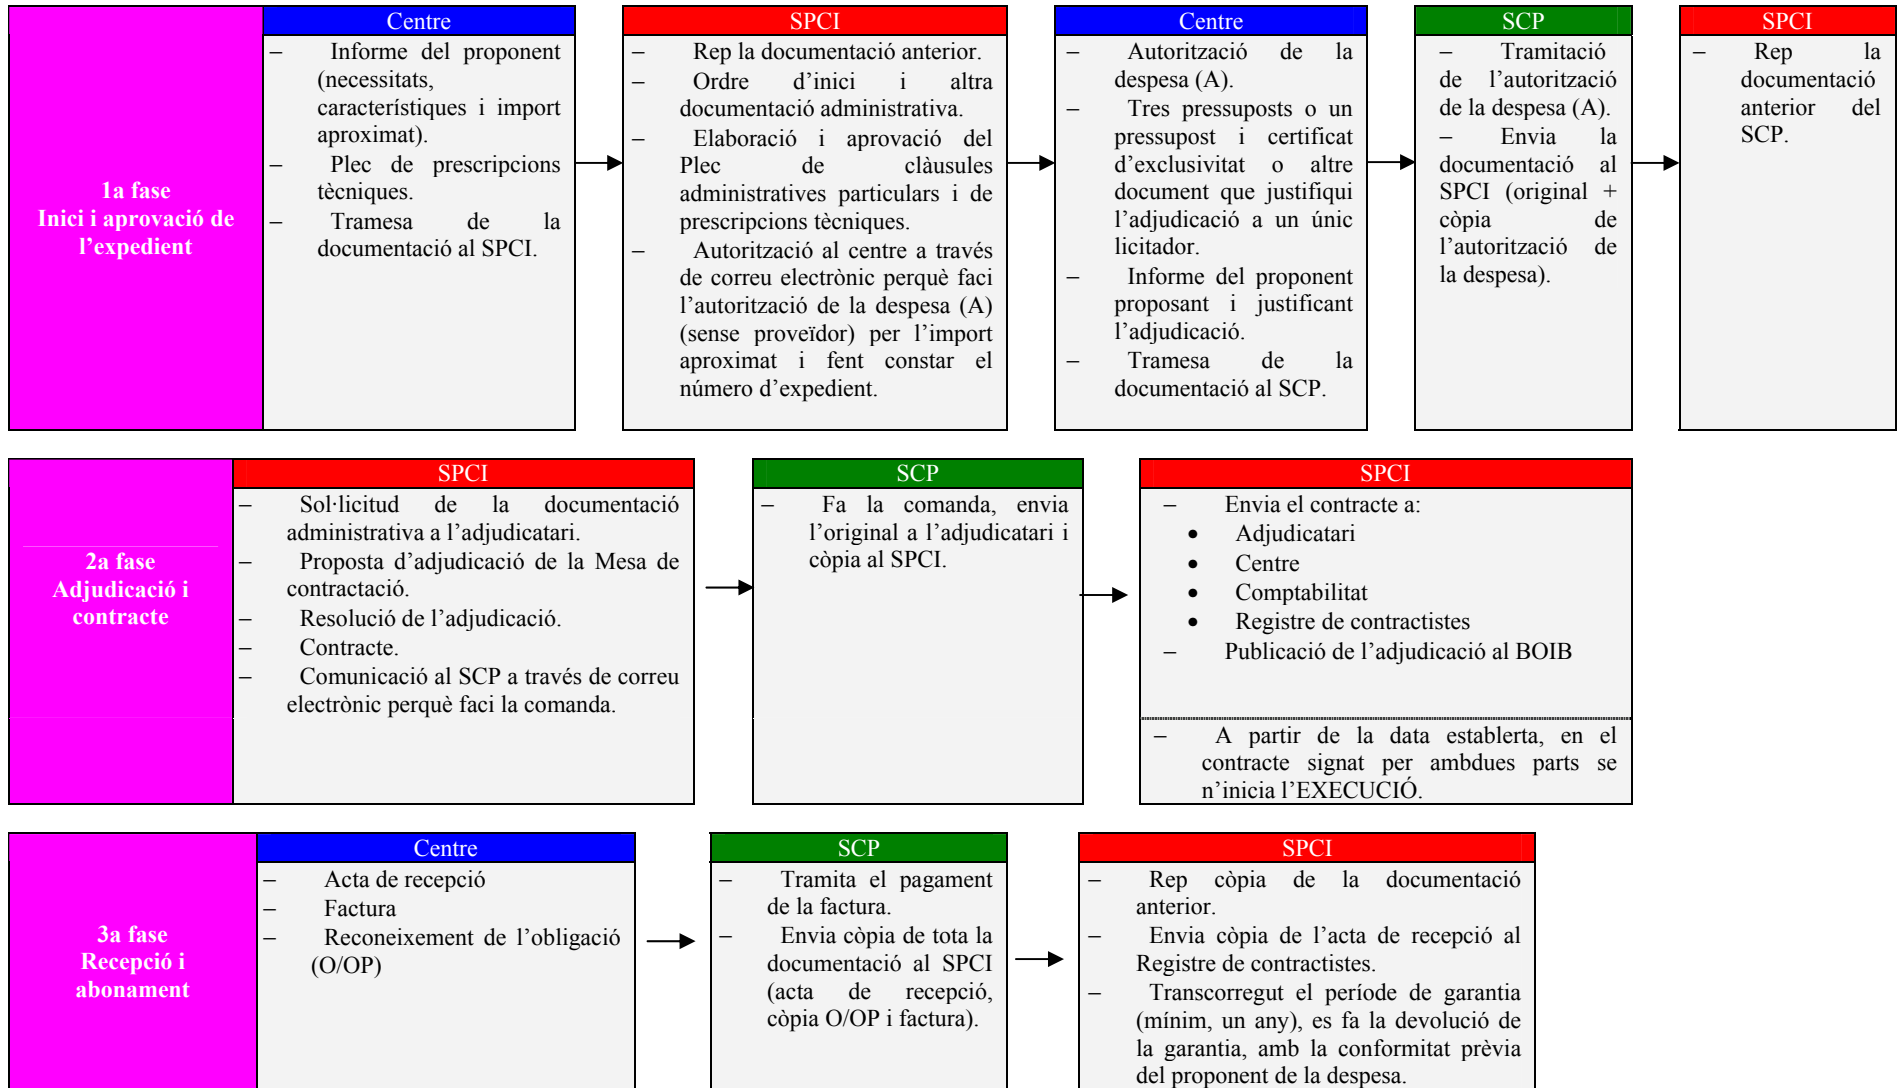 1a fase
Inici i aprovació de
l’expedient
Centre
– Informe del proponent
(necessitats,
característiques i import
aproximat).
– Plec de prescripcions
tècniques.
– Tramesa de la
documentació al SPCI.
SPCI
– Rep la documentació anterior.
– Ordre d’inici i altra
documentació administrativa.
– Elaboració i aprovació del
Plec de clàusules
administratives particulars i de
prescripcions tècniques.
– Autorització al centre a través
de correu electrònic perquè faci
l’autorització de la despesa (A)
(sense proveïdor) per l’import
aproximat i fent constar el
número d’expedient.
Centre
– Autorització de la
despesa (A).
– Tres pressuposts o un
pressupost i certificat
d’exclusivitat o altre
document que justifiqui
l’adjudicació a un únic
licitador.
– Informe del proponent
proposant i justificant
l’adjudicació.
– Tramesa de la
documentació al SCP.
SCP
– Tramitació
de l’autorització
de la despesa (A).
– Envia la
documentació al
SPCI (original +
còpia de
l’autorització de
la despesa).
SPCI
– Rep la
documentació
anterior del
SCP.
2a fase
Adjudicació i
contracte
SPCI
– Sol·licitud de la documentació
administrativa a l’adjudicatari.
– Proposta d’adjudicació de la Mesa de
contractació.
– Resolució de l’adjudicació.
– Contracte.
– Comunicació al SCP a través de correu
electrònic perquè faci la comanda.
SCP
– Fa la comanda, envia
l’original a l’adjudicatari i
còpia al SPCI.
SPCI
– Envia el contracte a:
• Adjudicatari
• Centre
• Comptabilitat
• Registre de contractistes
– Publicació de l’adjudicació al BOIB
– A partir de la data establerta, en el
contracte signat per ambdues parts se
n’inicia l’EXECUCIÓ.
3a fase
Recepció i
abonament
Centre
– Acta de recepció
– Factura
– Reconeixement de l’obligació
(O/OP)
SCP
– Tramita el pagament
de la factura.
– Envia còpia de tota la
documentació al SPCI
(acta de recepció,
còpia O/OP i factura).
SPCI
– Rep còpia de la documentació
anterior.
– Envia còpia de l’acta de recepció al
Registre de contractistes.
– Transcorregut el període de garantia
(mínim, un any), es fa la devolució de
la garantia, amb la conformitat prèvia
del proponent de la despesa.